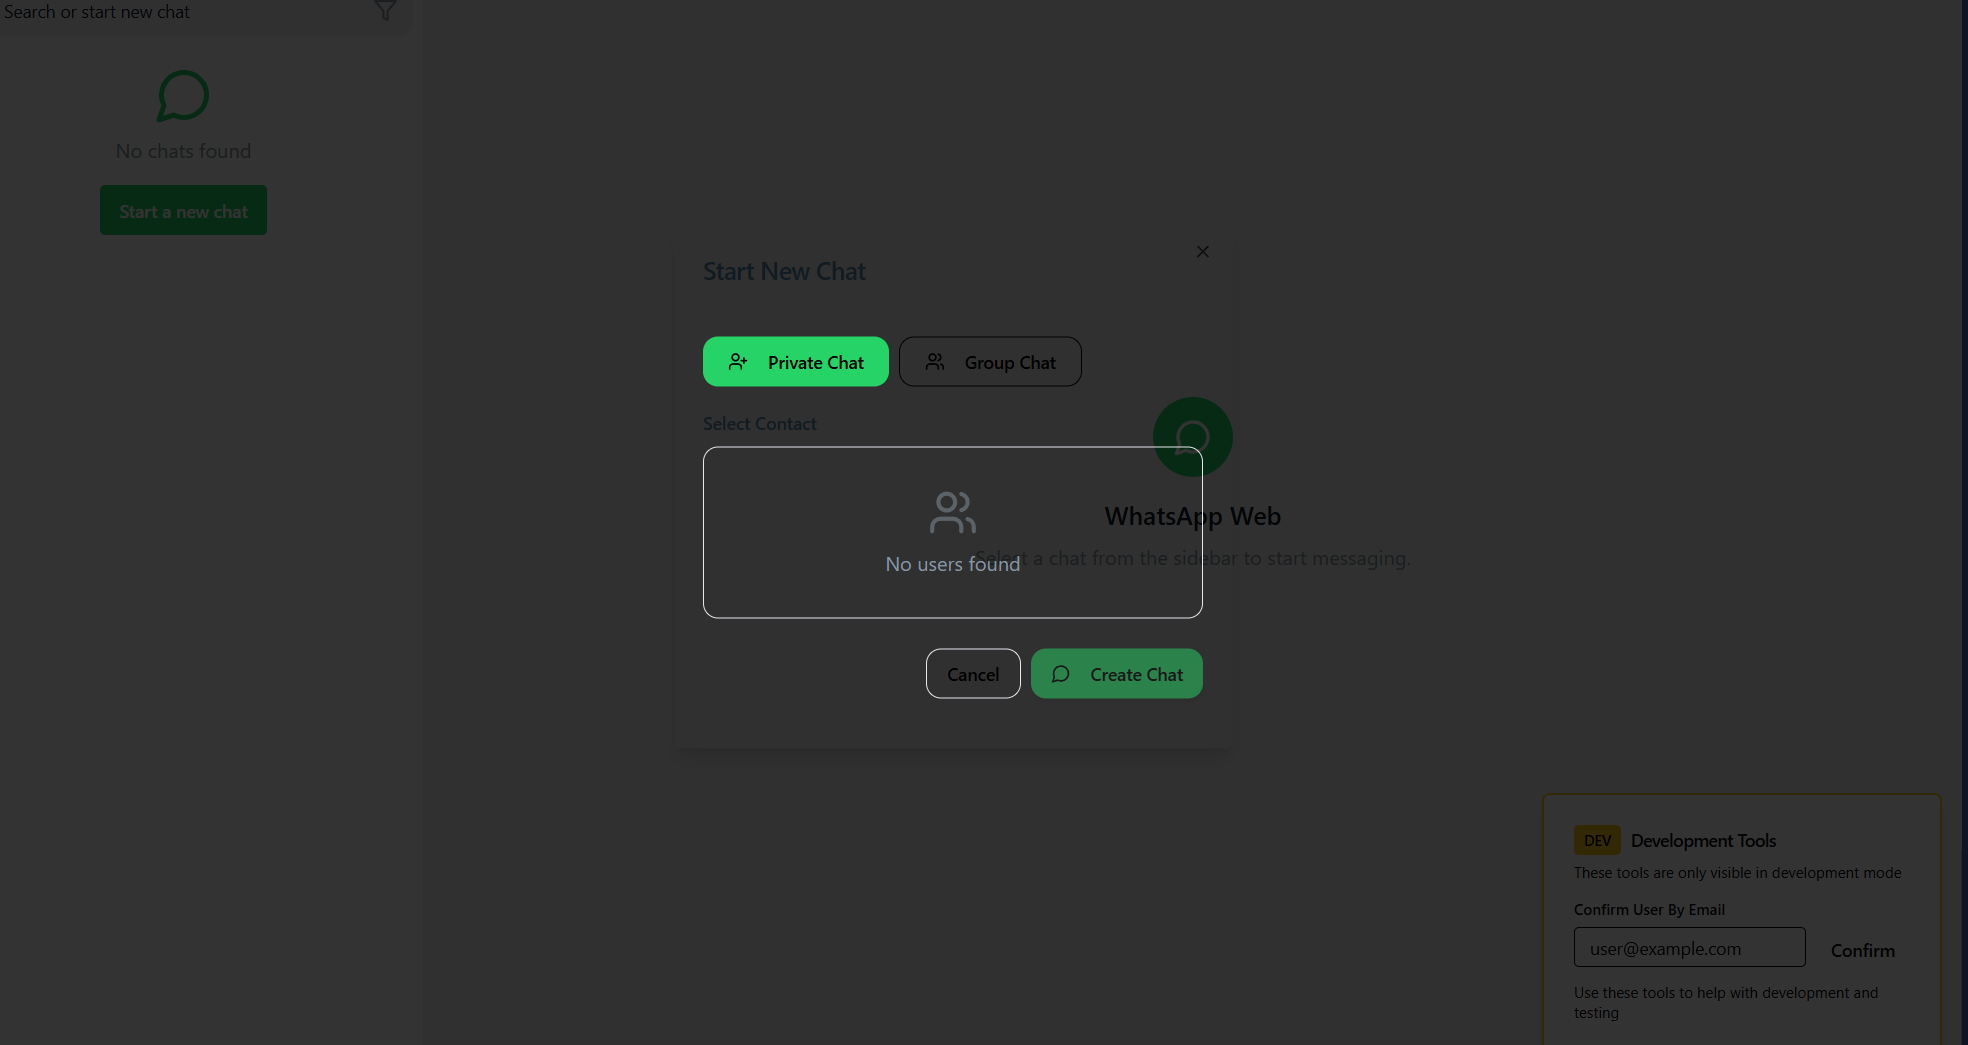 Search or start new chat
No chats found
Start a new chat
Start New Chat
Private Chat
Group Chat
Select Contact
WhatsApp Web
Select a chat from the sidebar to start messaging.
No users found
Cancel
Create Chat
DEV Development Tools
These tools are only visible in development mode
Confirm User By Email
user@example.com
Confirm
Use these tools to help with development and
testing